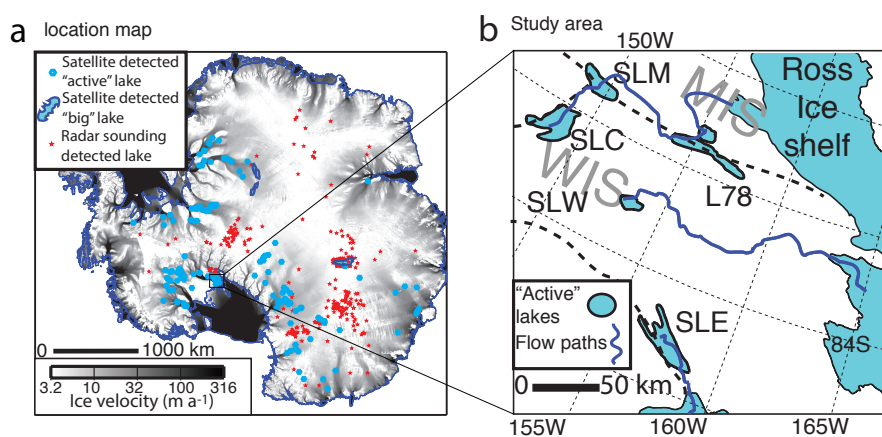 a
location map
Satellite detected
“active” lake
Satellite detected
“big” lake
Radar sounding
detected lake
0
1000 km
3.2 10 32 100 316
Ice velocity (m a-1)
b
Study area
150W
SLM
MIS
Ross
Ice
shelf
SLC
WIS
SLW
L78
“Active”
lakes
Flow paths
SLE
84S
0
50 km
155W
160W
165W